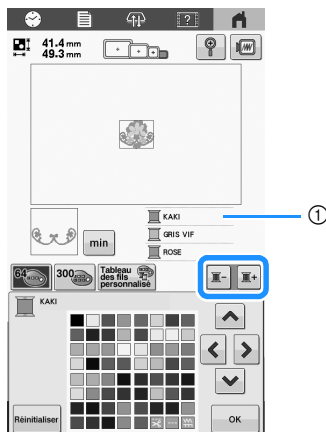 41.4 mm
49.3 mm
KAKI
①
GRIS VIF
ROSE
min
64
300
Tableau
des fils
personnalisé
KAKI
Réinitialiser
OK